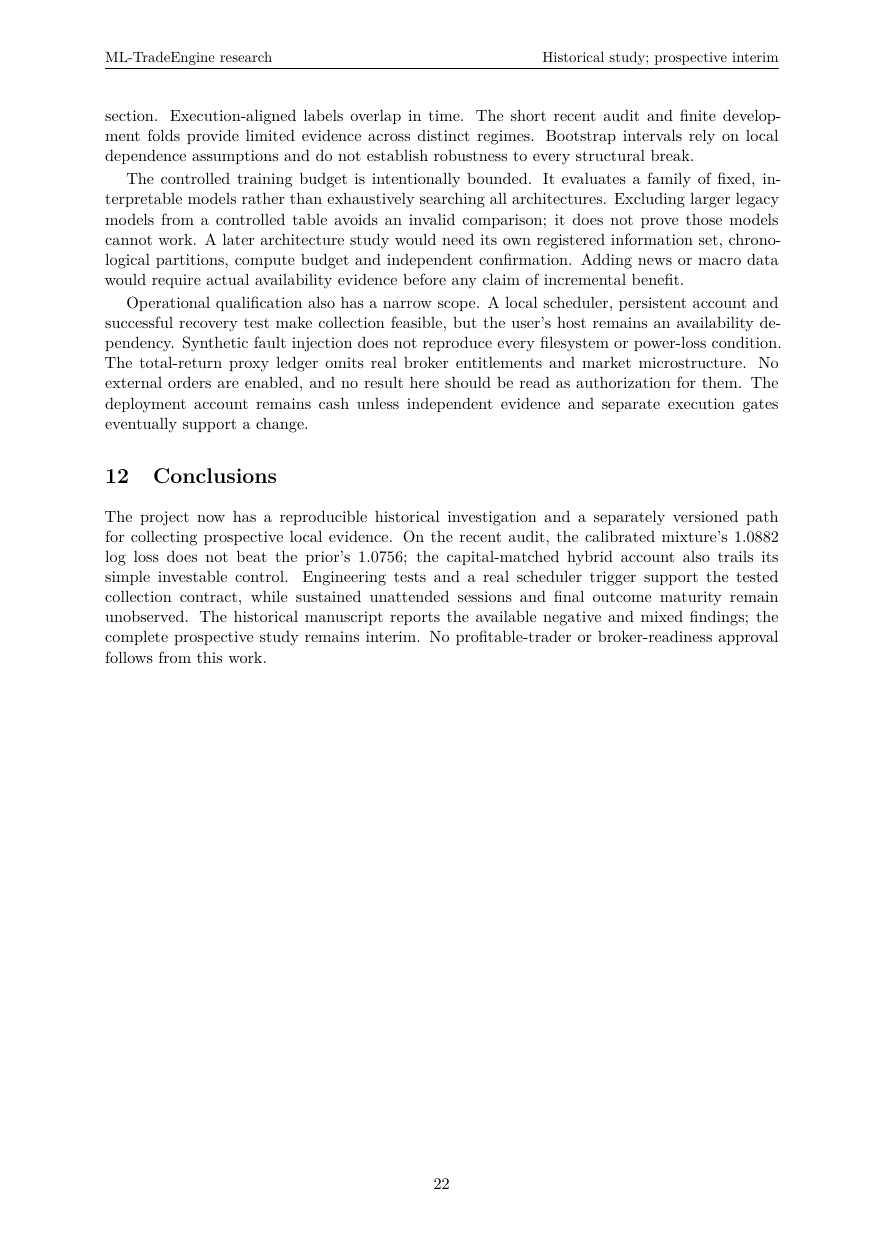 ML-TradeEngine research
Historical study; prospective interim
section. Execution-aligned labels overlap in time. The short recent audit and finite develop-
ment folds provide limited evidence across distinct regimes. Bootstrap intervals rely on local
dependence assumptions and do not establish robustness to every structural break.
The controlled training budget is intentionally bounded. It evaluates a family of fixed, in-
terpretable models rather than exhaustively searching all architectures. Excluding larger legacy
models from a controlled table avoids an invalid comparison; it does not prove those models
cannot work. A later architecture study would need its own registered information set, chrono-
logical partitions, compute budget and independent confirmation. Adding news or macro data
would require actual availability evidence before any claim of incremental benefit.
Operational qualification also has a narrow scope. A local scheduler, persistent account and
successful recovery test make collection feasible, but the user's host remains an availability de-
pendency. Synthetic fault injection does not reproduce every filesystem or power-loss condition.
The total-return proxy ledger omits real broker entitlements and market microstructure. No
external orders are enabled, and no result here should be read as authorization for them. The
deployment account remains cash unless independent evidence and separate execution gates
eventually support a change.
12 Conclusions
The project now has a reproducible historical investigation and a separately versioned path
for collecting prospective local evidence. On the recent audit, the calibrated mixture's 1.0882
log loss does not beat the prior's 1.0756; the capital-matched hybrid account also trails its
simple investable control. Engineering tests and a real scheduler trigger support the tested
collection contract, while sustained unattended sessions and final outcome maturity remain
unobserved. The historical manuscript reports the available negative and mixed findings; the
complete prospective study remains interim. No profitable-trader or broker-readiness approval
follows from this work.
22